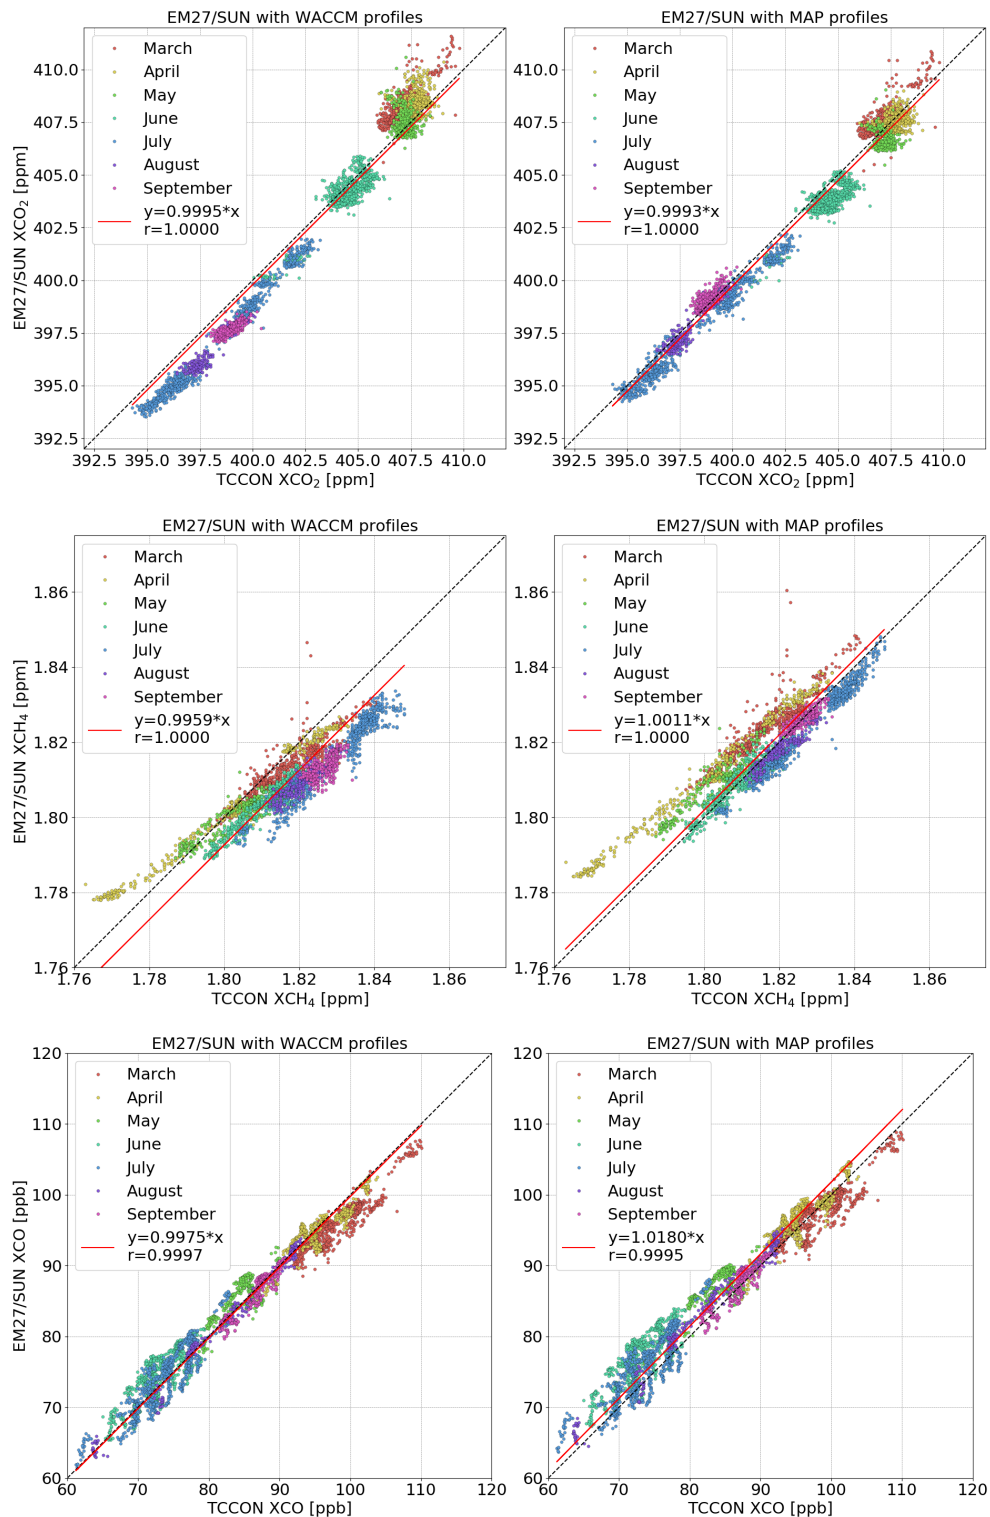 EM27/SUN with WACCM profiles
March
April
May
June
July
August
September
y=0.9995*x
r=1.0000
410.0
407.5
405.0
402.5
400.0
397.5
395.0
392.5
EM27/SUN XCO₂ [ppm]
392.5 395.0 397.5 400.0 402.5 405.0 407.5 410.0
TCCON XCO₂ [ppm]
EM27/SUN with MAP profiles
March
April
May
June
July
August
September
y=0.9993*x
r=1.0000
410.0
407.5
405.0
402.5
400.0
397.5
395.0
392.5
392.5 395.0 397.5 400.0 402.5 405.0 407.5 410.0
TCCON XCO₂ [ppm]
EM27/SUN with WACCM profiles
March
April
May
June
July
August
September
y=0.9959*x
r=1.0000
1.86
1.84
1.82
1.80
1.78
1.76
EM27/SUN XCH₄ [ppm]
1.76 1.78 1.80 1.82 1.84 1.86
TCCON XCH₄ [ppm]
EM27/SUN with MAP profiles
March
April
May
June
July
August
September
y=1.0011*x
r=1.0000
1.86
1.84
1.82
1.80
1.78
1.76
1.76 1.78 1.80 1.82 1.84 1.86
TCCON XCH₄ [ppm]
EM27/SUN with WACCM profiles
March
April
May
June
July
August
September
y=0.9975*x
r=0.9997
120
110
100
90
80
70
60
EM27/SUN XCO [ppb]
60 70 80 90 100 110 120
TCCON XCO [ppb]
EM27/SUN with MAP profiles
March
April
May
June
July
August
September
y=1.0180*x
r=0.9995
120
110
100
90
80
70
60
60 70 80 90 100 110 120
TCCON XCO [ppb]